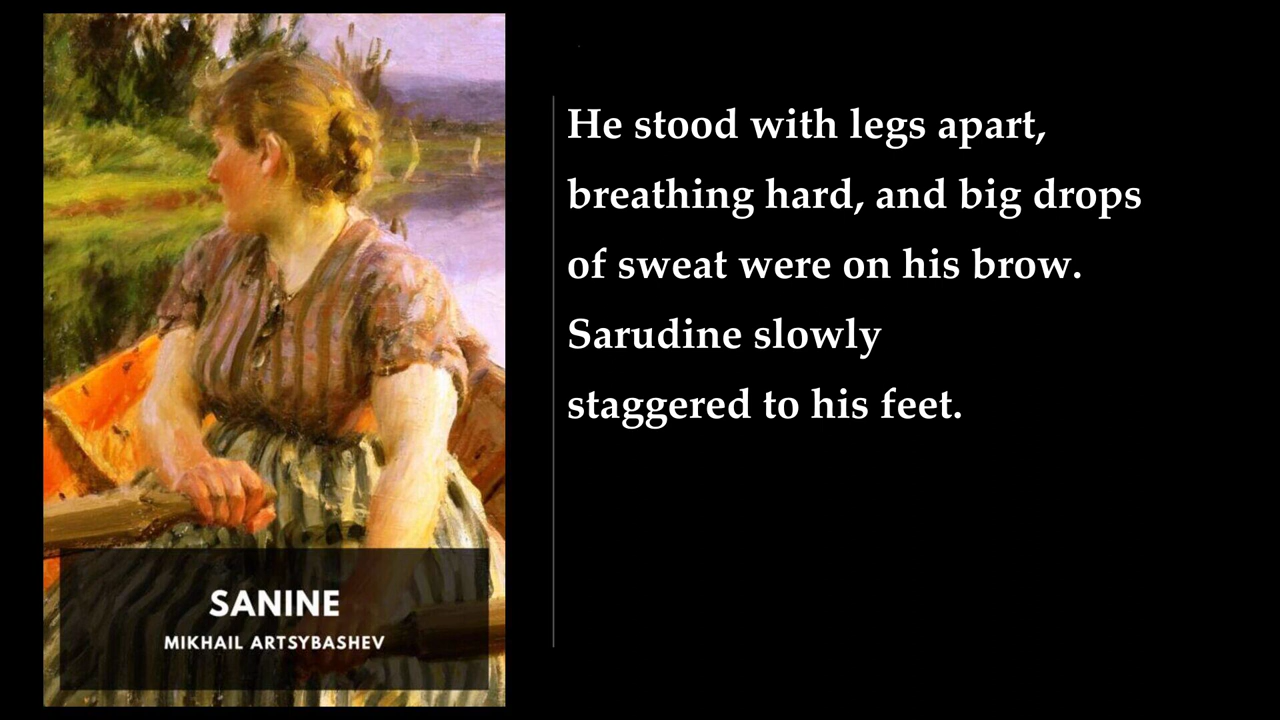 He stood with legs apart,
breathing hard, and big drops
of sweat were on his brow.
Sarudine slowly
staggered to his feet.
SANINE
MIKHAIL ARTSYBASHEV